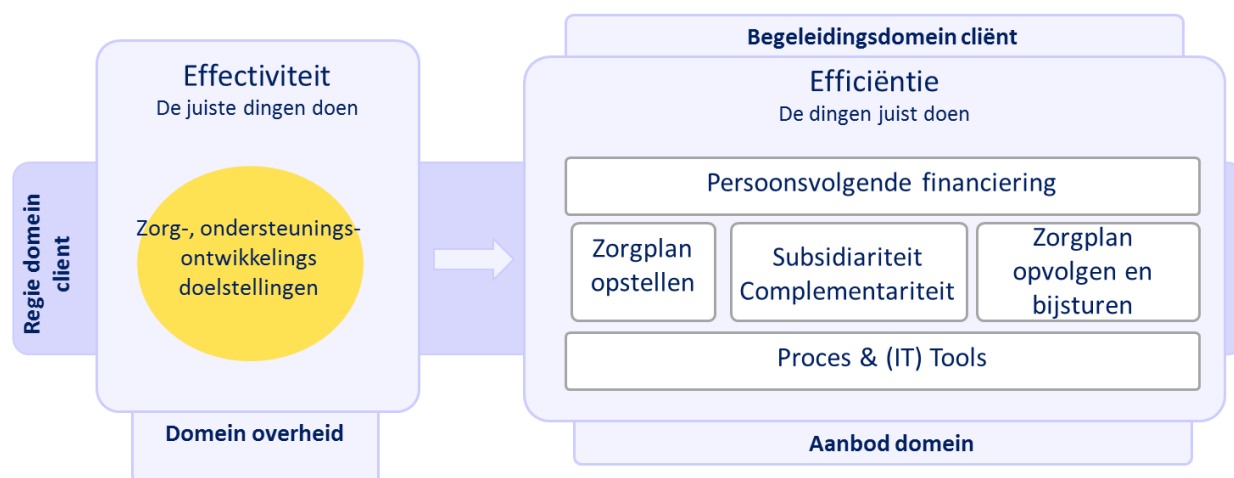 Begeleidingsdomein cliënt
Effectiviteit
De juiste dingen doen
Efficiëntie
De dingen juist doen
Regie domein
client
Zorg-, ondersteunings-
ontwikkelings
doelstellingen
Persoonsvolgende financiering
Zorgplan
opstellen
Subsidiariteit
Complementariteit
Zorgplan
opvolgen en
bijsturen
Proces & (IT) Tools
Domein overheid
Aanbod domein